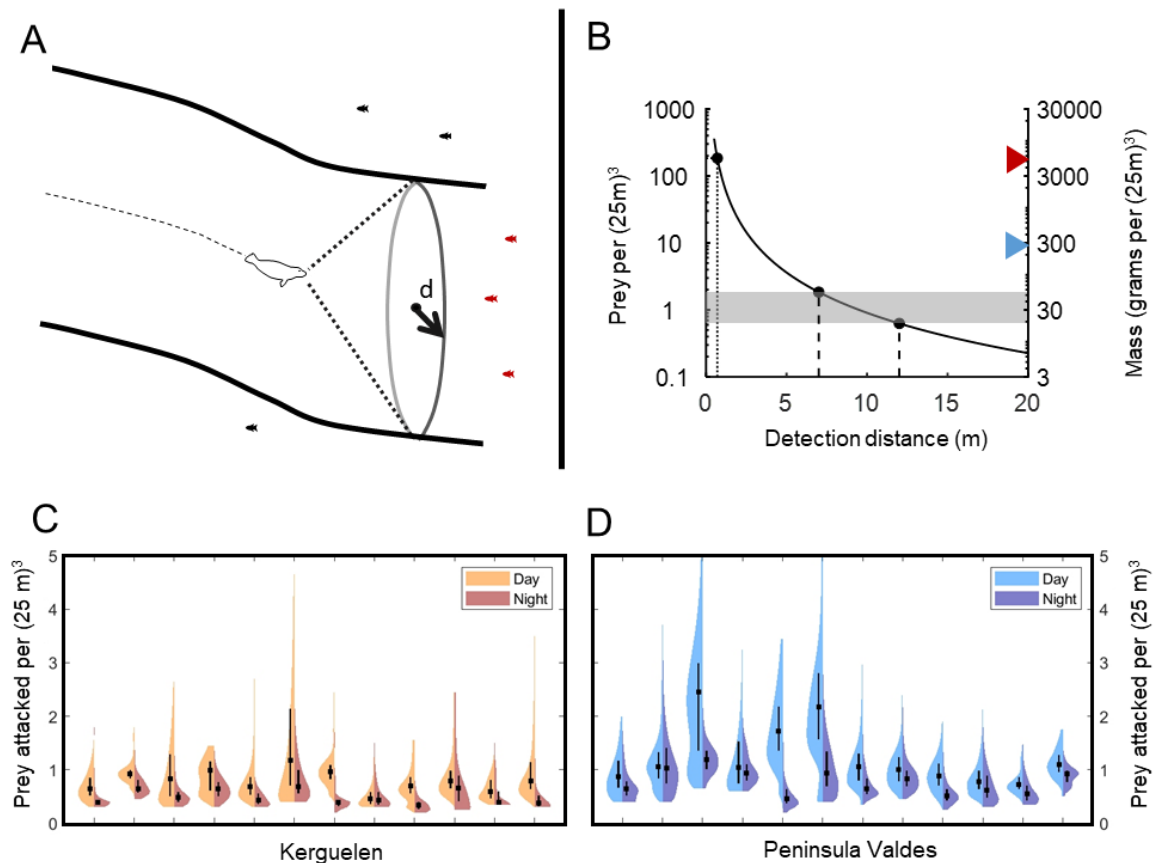 A
d
B
1000
100
10
1
0.1
Prey per (25m)³
30000
3000
300
30
3
Mass (grams per (25m)³
0
5
10
15
20
Detection distance (m)
C
5
4
3
2
1
0
Prey attacked per (25 m)³
Day
Night
Kerguelen
D
Day
Night
5
4
3
2
1
0
Prey attacked per (25 m)³
Peninsula Valdes